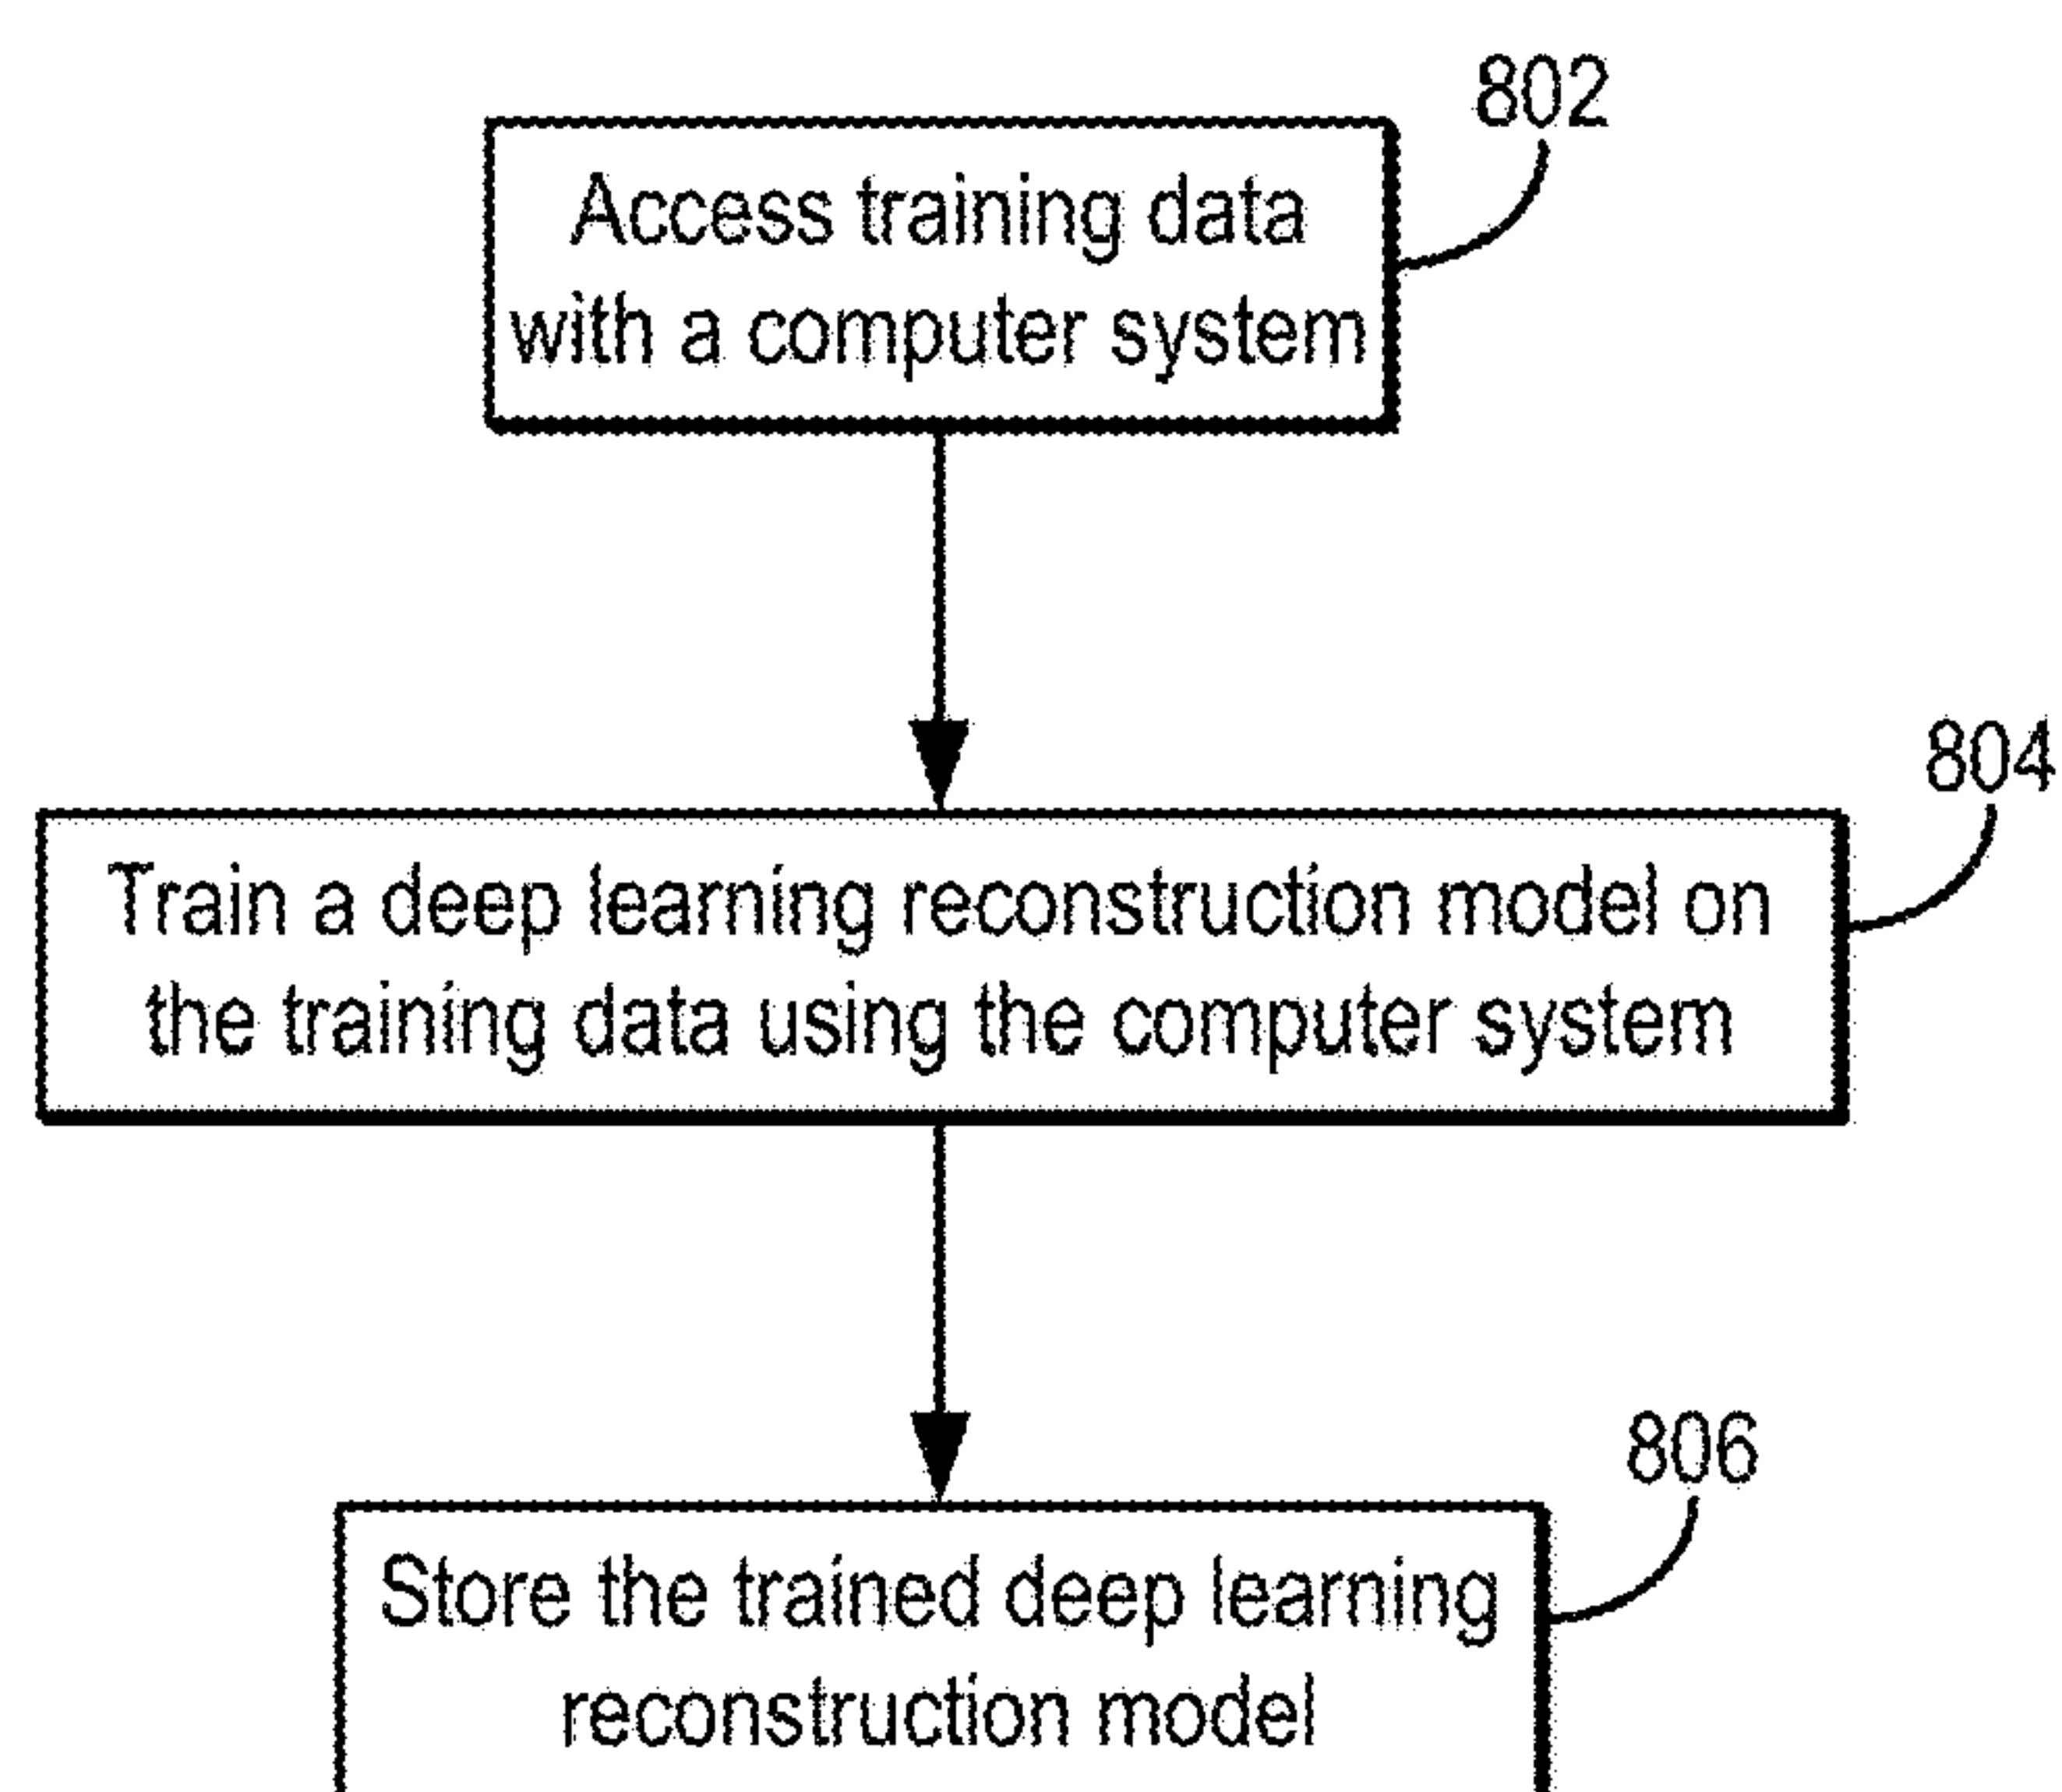 802
Access training data
with a computer system
804
Train a deep learning reconstruction model on
the training data using the computer system
806
Store the trained deep learning
reconstruction model